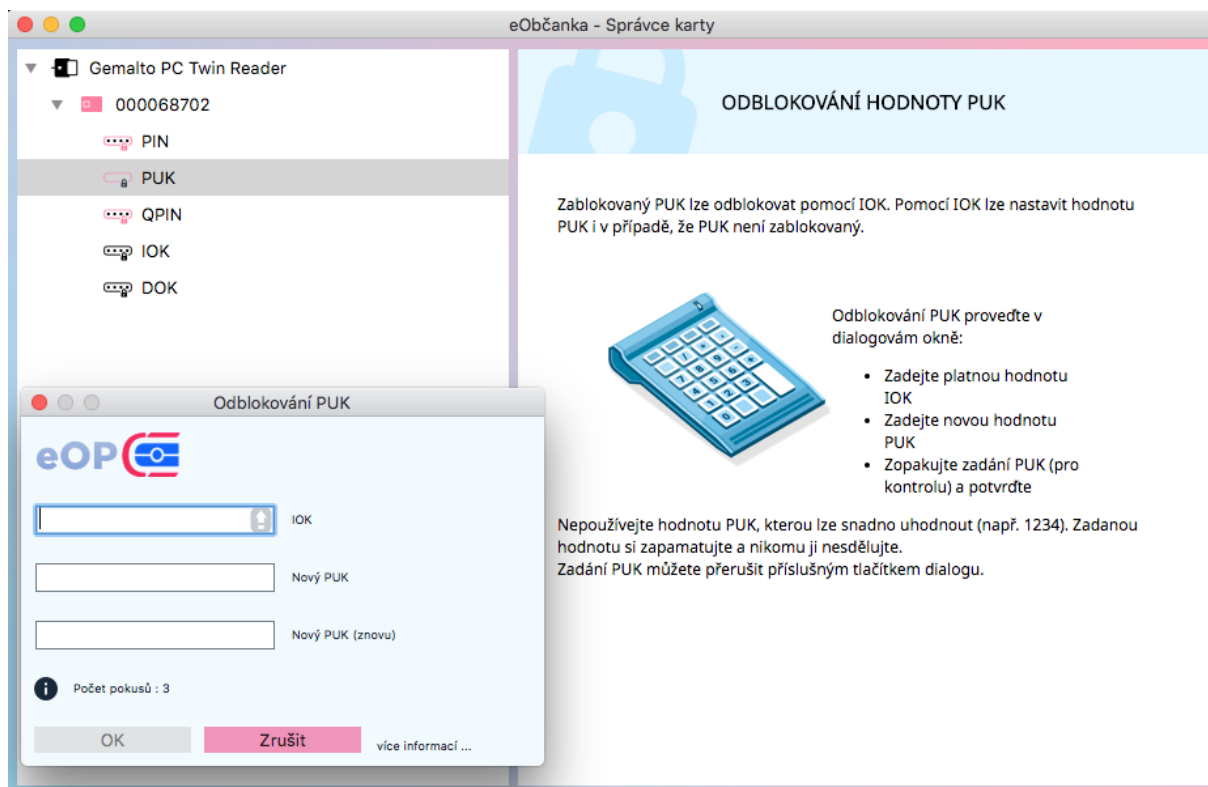 eObčanka - Správce karty
Gemalto PC Twin Reader
000068702
PIN
PUK
QPIN
IOK
DOK
ODBLOKOVÁNÍ HODNOTY PUK
Zablokovaný PUK lze odblokovat pomocí IOK. Pomocí IOK lze nastavit hodnotu
PUK i v případě, že PUK není zablokovaný.
Odblokování PUK proveďte v
dialogovám okně:
• Zadejte platnou hodnotu
IOK
• Zadejte novou hodnotu
PUK
• Zopakujte zadání PUK (pro
kontrolu) a potvrďte
Nepoužívejte hodnotu PUK, kterou lze snadno uhodnout (např. 1234). Zadanou
hodnotu si zapamatujte a nikomu ji nesdělujte.
Zadání PUK můžete přerušit příslušným tlačítkem dialogu.
Odblokování PUK
eOP
IOK
Nový PUK
Nový PUK (znovu)
Počet pokusů : 3
OK
Zrušit
více informací ...